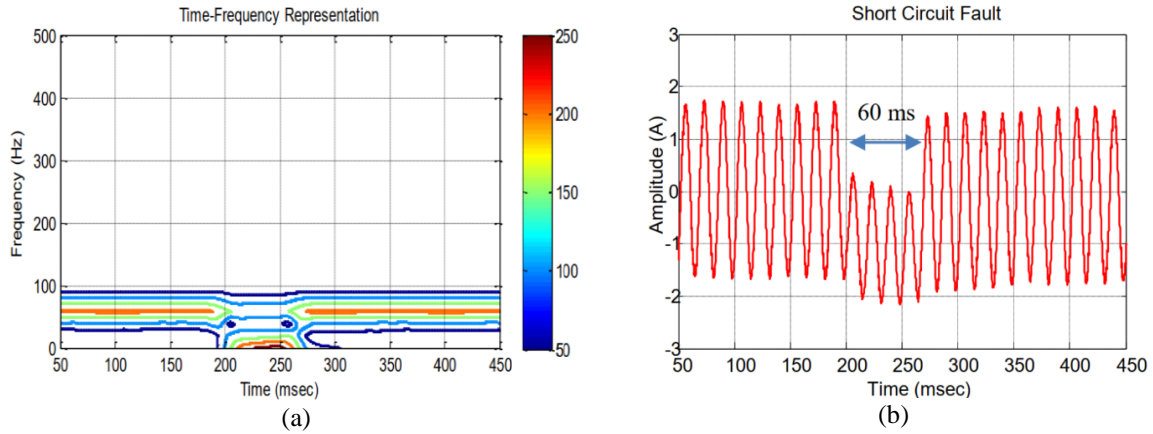 Time-Frequency Representation
500
400
300
200
100
0
Frequency (Hz)
50 100 150 200 250 300 350 400 450
Time (msec)
250
200
150
100
50
(a)
Short Circuit Fault
3
2
1
0
-1
-2
-3
Amplitude (A)
60 ms
50 100 150 200 250 300 350 400 450
Time (msec)
(b)